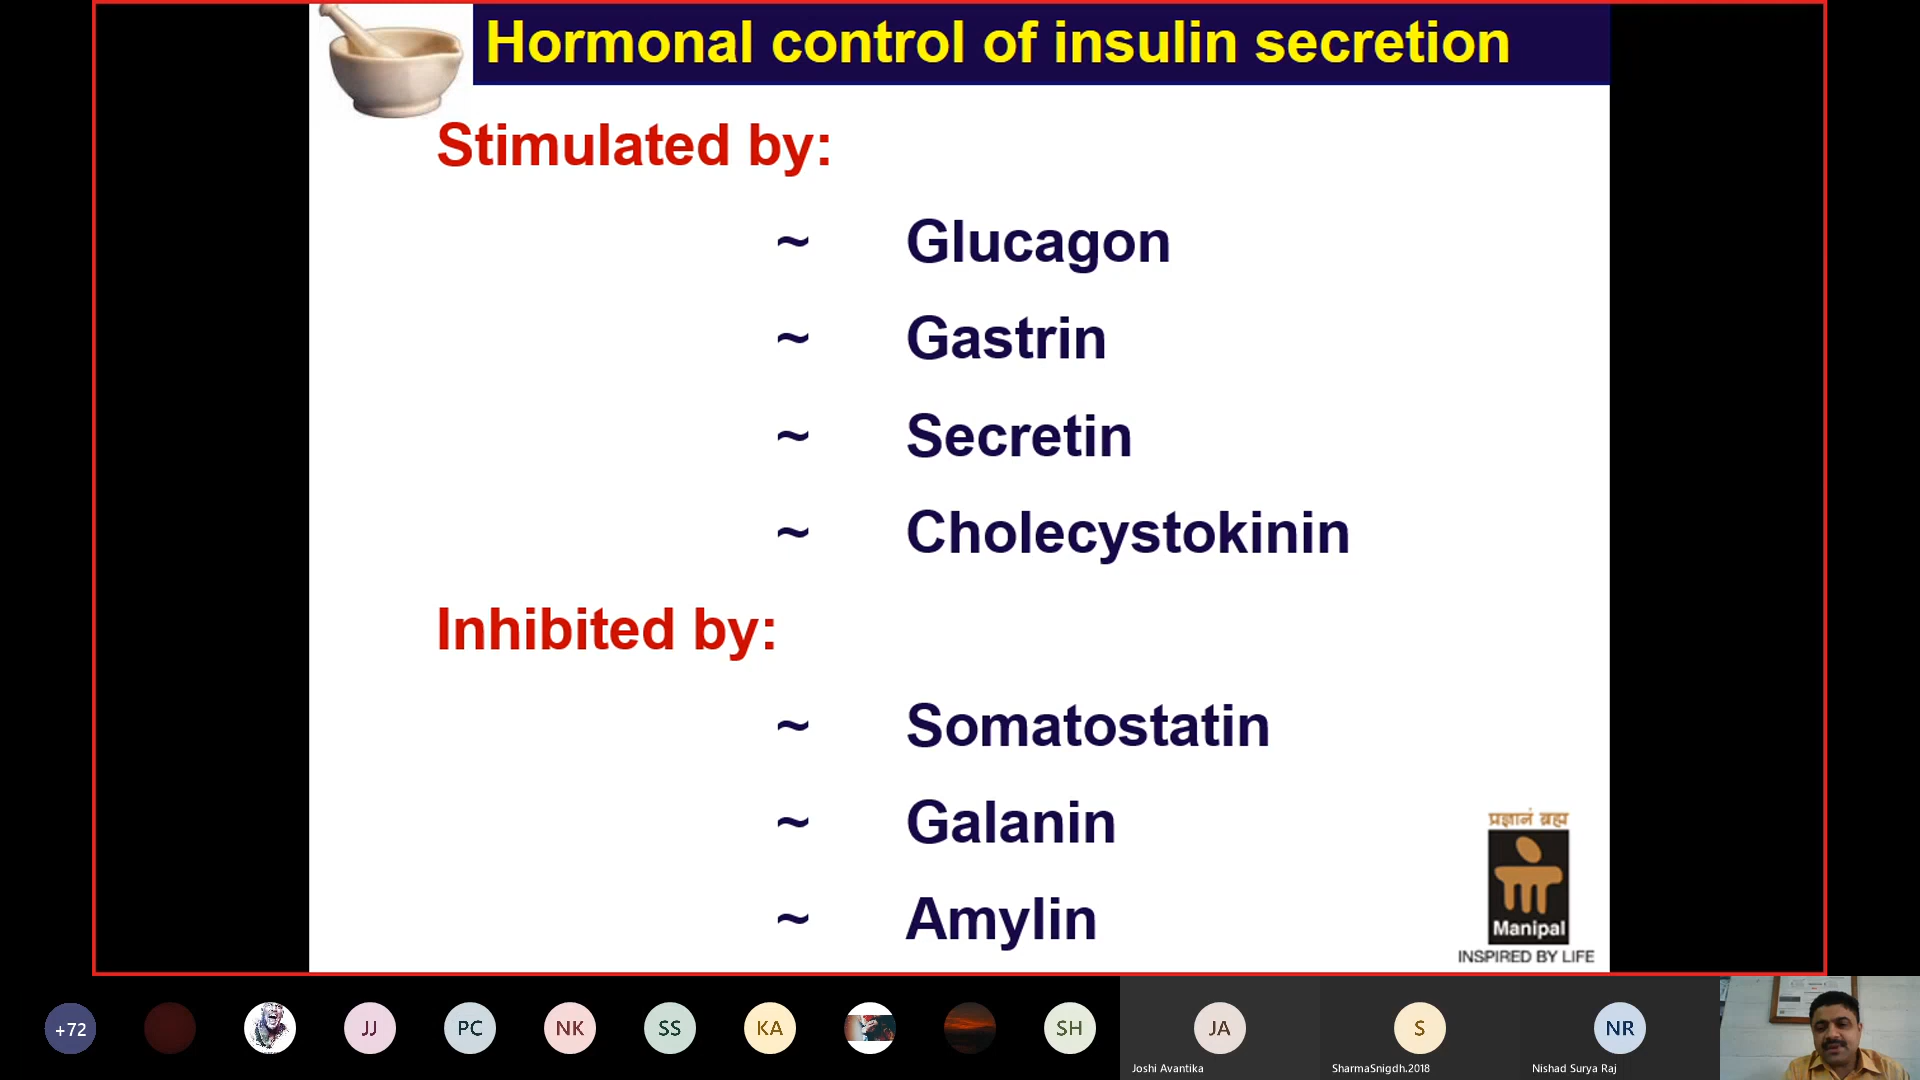 Hormonal control of insulin secretion
Stimulated by:
~ Glucagon
~ Gastrin
~ Secretin
~ Cholecystokinin
Inhibited by:
~ Somatostatin
~ Galanin
~ Amylin
प्रज्ञानं ब्रह्म
Manipal
INSPIRED BY LIFE
+72
JJ
PC
NK
SS
KA
SH
JA
S
NR
Joshi Avantika
SharmaSnigdh.2018
Nishad Surya Raj